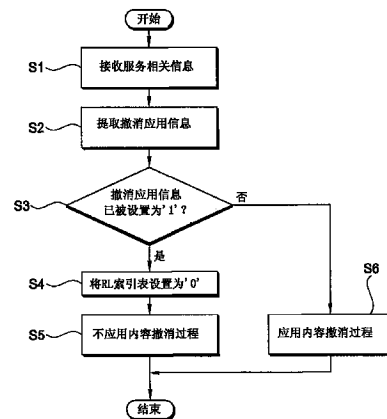 开始
S1
接收服务相关信息
S2
提取撤消应用信息
S3
撤消应用信息
已被设置为'1'?
否
是
S4
将RL索引表设置为'0'
S6
S5
不应用内容撤消过程
应用内容撤消过程
结束